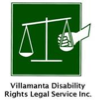 Villamanta Disability
Rights Legal Service Inc.